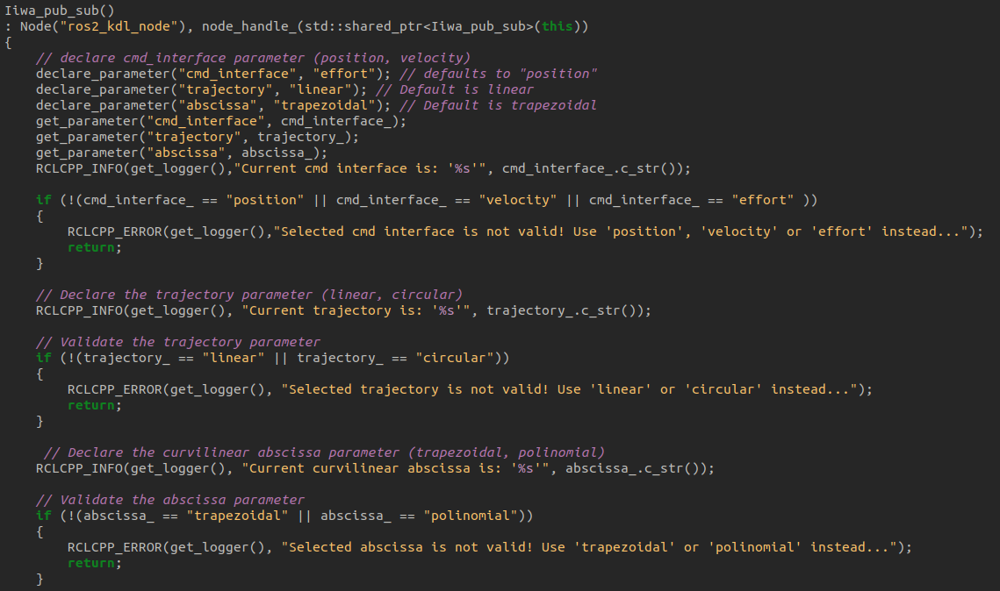 Iiwa_pub_sub()
: Node("ros2_kdl_node"), node_handle_(std::shared_ptr<Iiwa_pub_sub>(this))
{
    // declare cmd_interface parameter (position, velocity)
    declare_parameter("cmd_interface", "effort"); // defaults to "position"
    declare_parameter("trajectory", "linear"); // Default is linear
    declare_parameter("abscissa", "trapezoidal"); // Default is trapezoidal
    get_parameter("cmd_interface", cmd_interface_);
    get_parameter("trajectory", trajectory_);
    get_parameter("abscissa", abscissa_);
    RCLCPP_INFO(get_logger(),"Current cmd interface is: '%s'", cmd_interface_.c_str());

    if (!(cmd_interface_ == "position" || cmd_interface_ == "velocity" || cmd_interface_ == "effort" ))
    {
        RCLCPP_ERROR(get_logger(),"Selected cmd interface is not valid! Use 'position', 'velocity' or 'effort' instead...");
        return;
    }

    // Declare the trajectory parameter (linear, circular)
    RCLCPP_INFO(get_logger(), "Current trajectory is: '%s'", trajectory_.c_str());

    // Validate the trajectory parameter
    if (!(trajectory_ == "linear" || trajectory_ == "circular"))
    {
        RCLCPP_ERROR(get_logger(), "Selected trajectory is not valid! Use 'linear' or 'circular' instead...");
        return;
    }

     // Declare the curvilinear abscissa parameter (trapezoidal, polinomial)
    RCLCPP_INFO(get_logger(), "Current curvilinear abscissa is: '%s'", abscissa_.c_str());

    // Validate the abscissa parameter
    if (!(abscissa_ == "trapezoidal" || abscissa_ == "polinomial"))
    {
        RCLCPP_ERROR(get_logger(), "Selected abscissa is not valid! Use 'trapezoidal' or 'polinomial' instead...");
        return;
    }